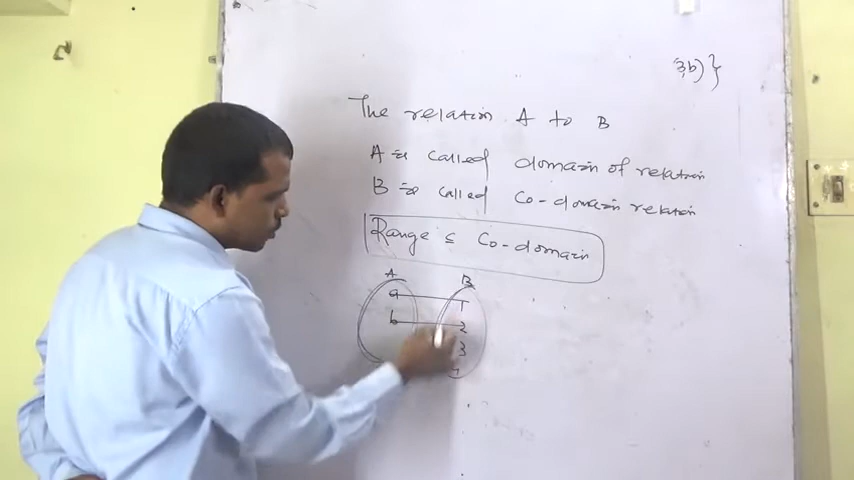 3,b)}
The relation A to B
A is called domain of relation
B is called Co-domain relation
Range ⊆ Co-domain
A B
a 1
b 2
3